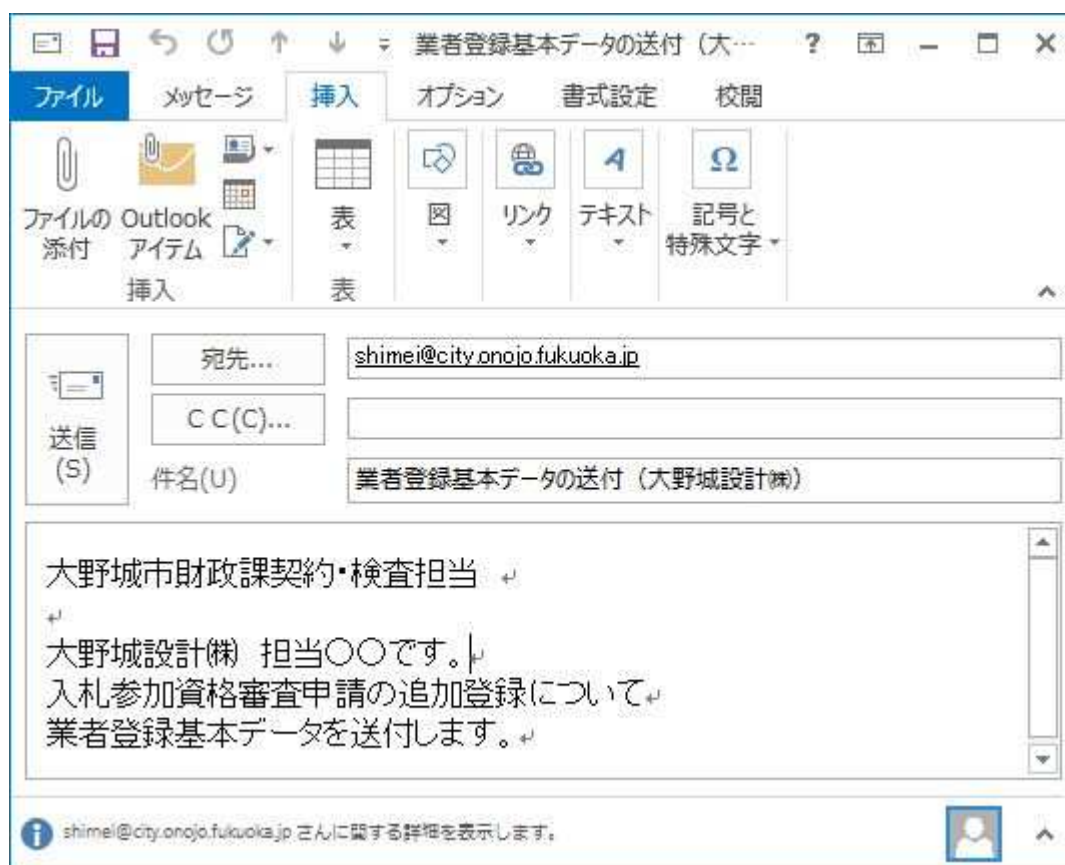 業者登録基本データの送付（大… ?
ファイル メッセージ 挿入 オプション 書式設定 校閲
ファイルの添付
Outlook アイテム
表
図
リンク
テキスト
記号と特殊文字
挿入
表
送信(S)
宛先...
shimei@city.onojo.fukuoka.jp
C C(C)...
件名(U)
業者登録基本データの送付（大野城設計㈱）
大野城市財政課契約・検査担当
大野城設計㈱ 担当〇〇です。
入札参加資格審査申請の追加登録について
業者登録基本データを送付します。
shimei@city.onojo.fukuoka.jp さんに関する詳細を表示します。